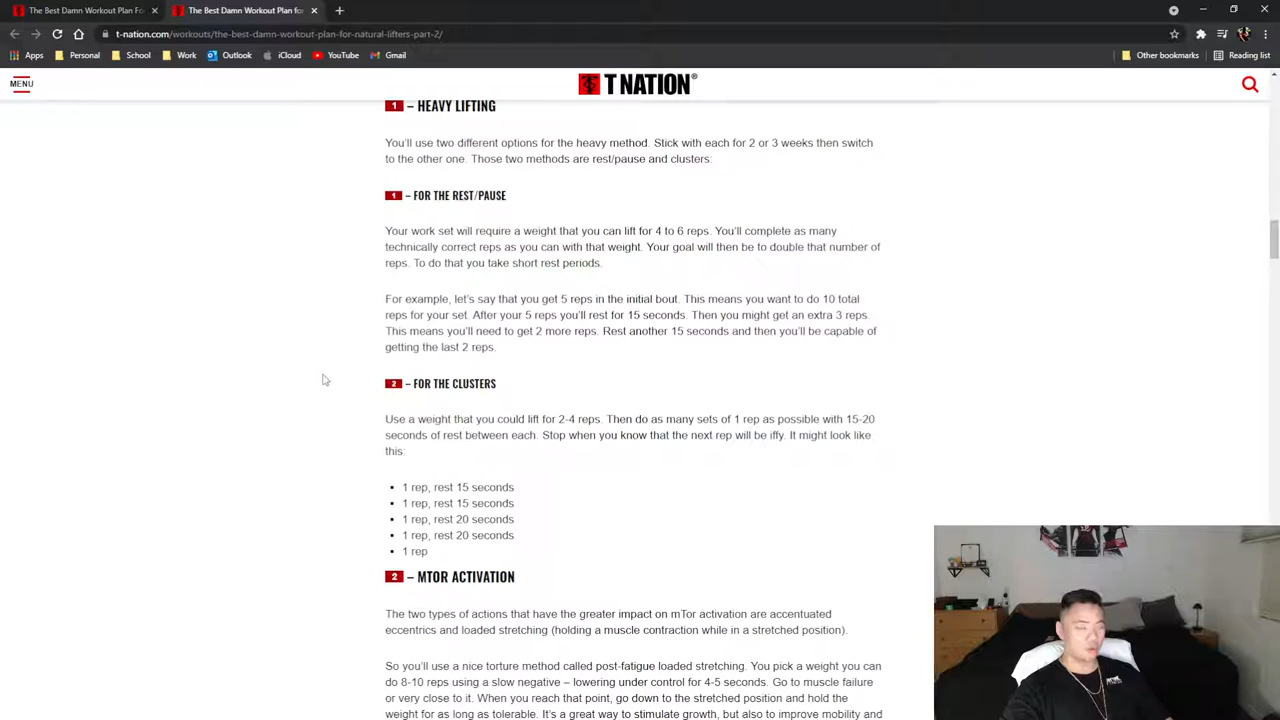 The Best Damn Workout Plan Fo
The Best Damn Workout Plan for
t-nation.com/workouts/the-best-damn-workout-plan-for-natural-lifters-part-2/
Apps Personal School Work Outlook iCloud YouTube Gmail Other bookmarks Reading list
MENU
T NATION®
1 – HEAVY LIFTING
You'll use two different options for the heavy method. Stick with each for 2 or 3 weeks then switch
to the other one. Those two methods are rest/pause and clusters:
1 – FOR THE REST/PAUSE
Your work set will require a weight that you can lift for 4 to 6 reps. You'll complete as many
technically correct reps as you can with that weight. Your goal will then be to double that number of
reps. To do that you take short rest periods.
For example, let's say that you get 5 reps in the initial bout. This means you want to do 10 total
reps for your set. After your 5 reps you'll rest for 15 seconds. Then you might get an extra 3 reps.
This means you'll need to get 2 more reps. Rest another 15 seconds and then you'll be capable of
getting the last 2 reps.
2 – FOR THE CLUSTERS
Use a weight that you could lift for 2-4 reps. Then do as many sets of 1 rep as possible with 15-20
seconds of rest between each. Stop when you know that the next rep will be iffy. It might look like
this:
• 1 rep, rest 15 seconds
• 1 rep, rest 15 seconds
• 1 rep, rest 20 seconds
• 1 rep, rest 20 seconds
• 1 rep
2 – MTOR ACTIVATION
The two types of actions that have the greater impact on mTor activation are accentuated
eccentrics and loaded stretching (holding a muscle contraction while in a stretched position).
So you'll use a nice torture method called post-fatigue loaded stretching. You pick a weight you can
do 8-10 reps using a slow negative – lowering under control for 4-5 seconds. Go to muscle failure
or very close to it. When you reach that point, go down to the stretched position and hold the
weight for as long as tolerable. It's a great way to stimulate growth, but also to improve mobility and